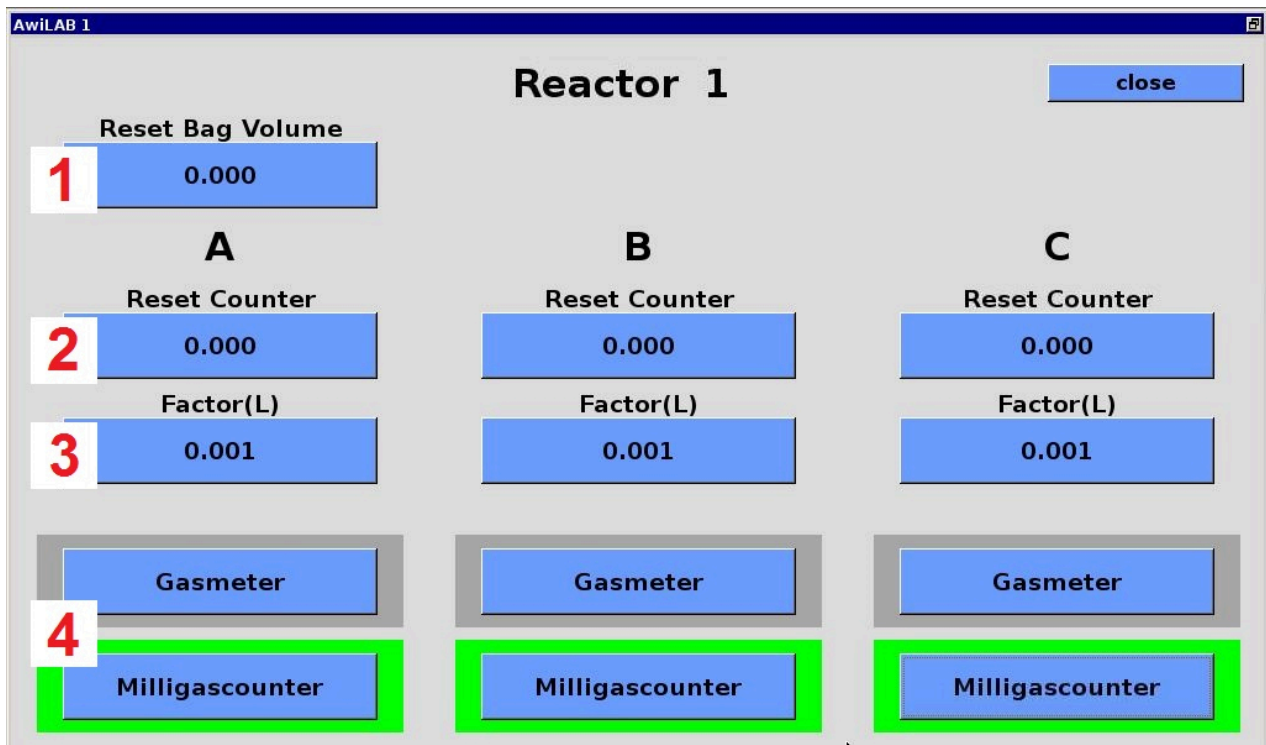 AwiLAB 1
Reactor 1
close
Reset Bag Volume
1 0.000
A B C
Reset Counter Reset Counter Reset Counter
2 0.000 0.000 0.000
Factor(L) Factor(L) Factor(L)
3 0.001 0.001 0.001
Gasmeter Gasmeter Gasmeter
4
Milligascounter Milligascounter Milligascounter